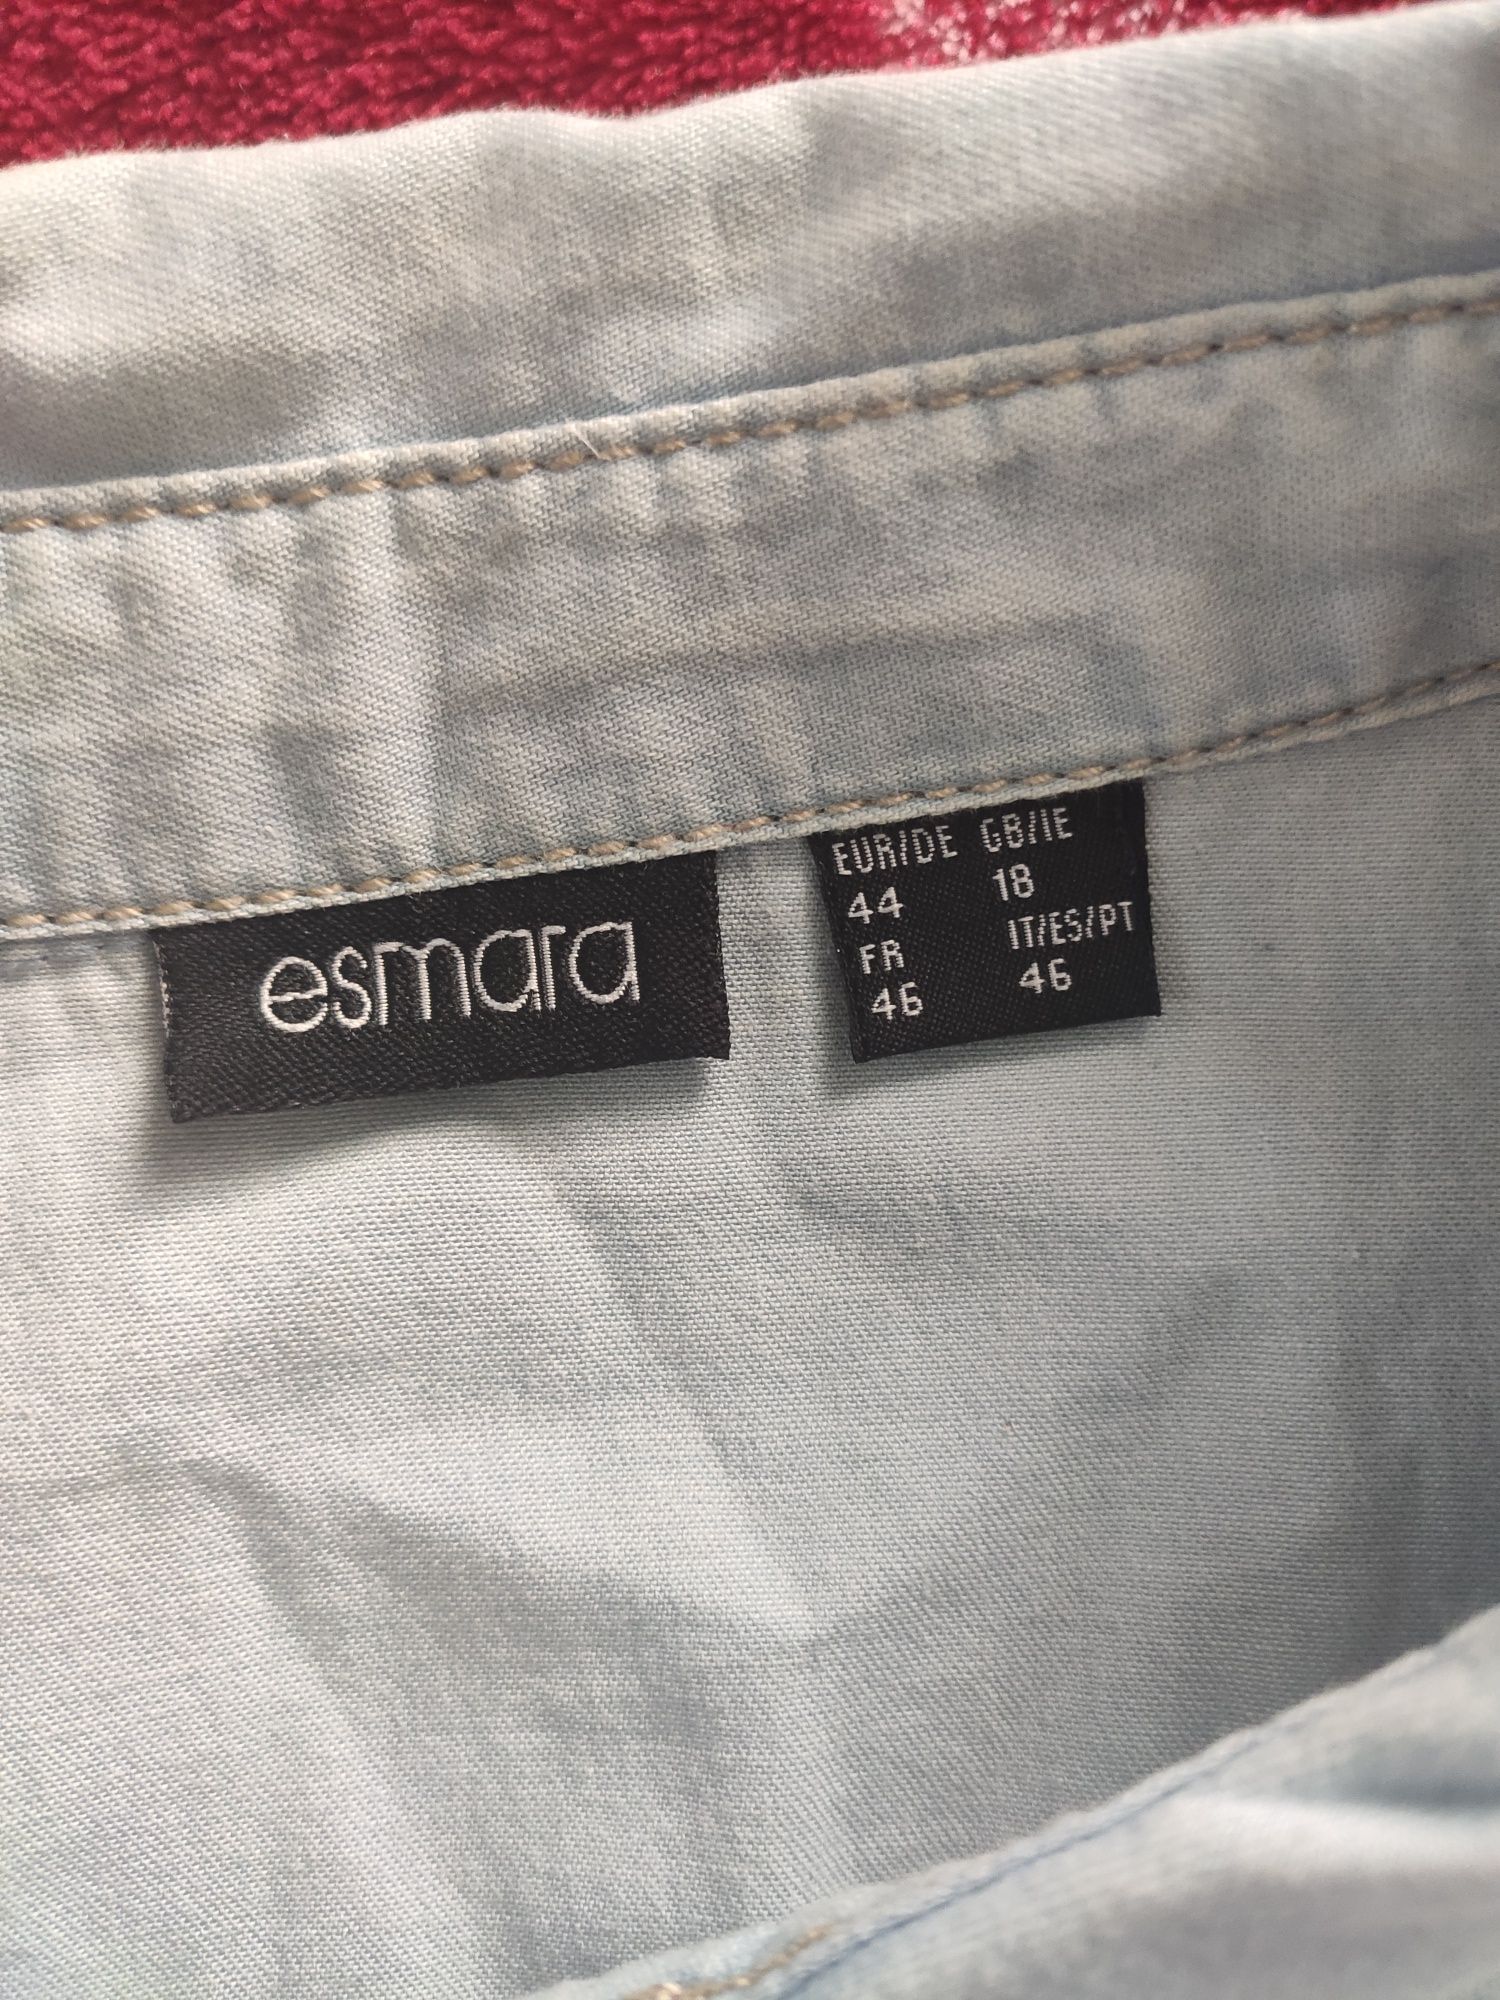 esmara
EUR/DE GB/IE
44 18
FR IT/ES/PT
46 46